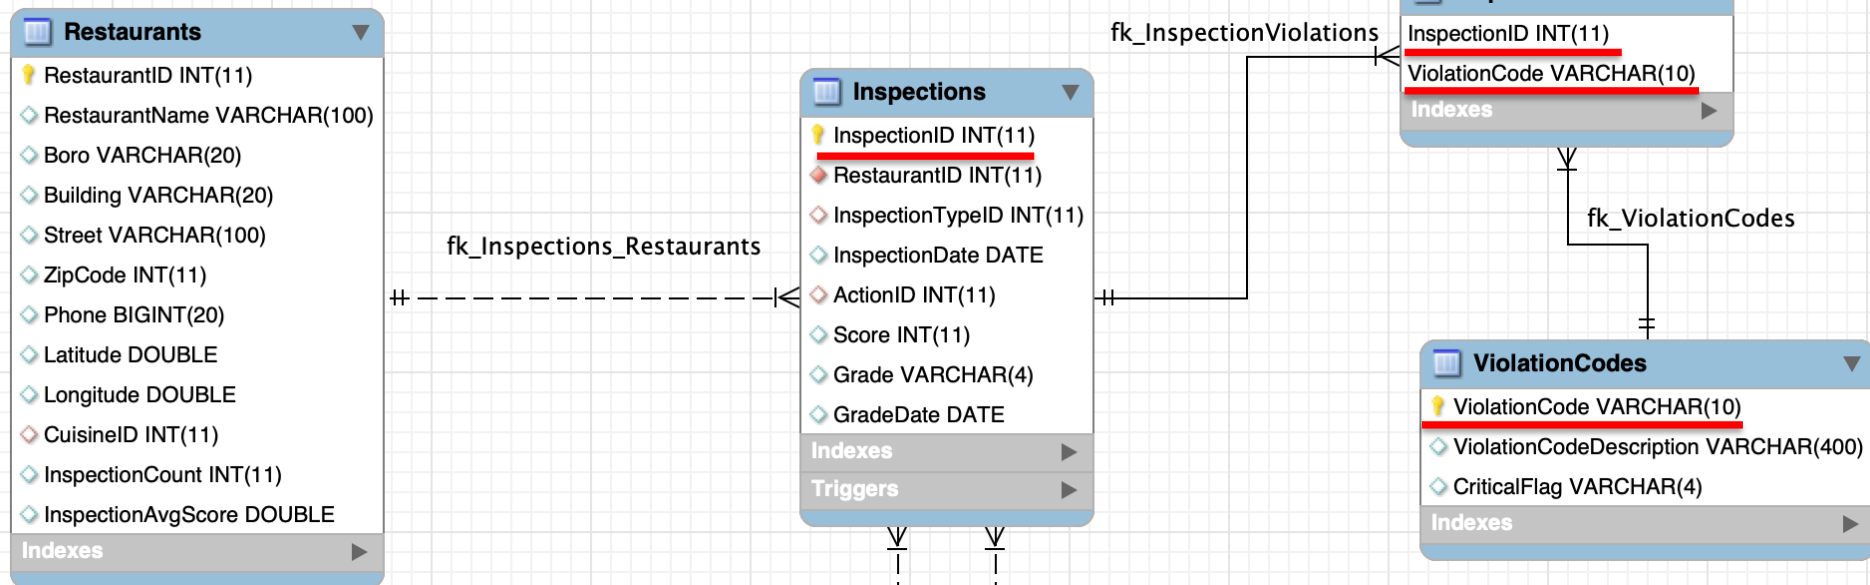 Restaurants
RestaurantID INT(11)
RestaurantName VARCHAR(100)
Boro VARCHAR(20)
Building VARCHAR(20)
Street VARCHAR(100)
ZipCode INT(11)
Phone BIGINT(20)
Latitude DOUBLE
Longitude DOUBLE
CuisineID INT(11)
InspectionCount INT(11)
InspectionAvgScore DOUBLE
Indexes
fk_Inspections_Restaurants
Inspections
InspectionID INT(11)
RestaurantID INT(11)
InspectionTypeID INT(11)
InspectionDate DATE
ActionID INT(11)
Score INT(11)
Grade VARCHAR(4)
GradeDate DATE
Indexes
Triggers
fk_InspectionViolations
InspectionID INT(11)
ViolationCode VARCHAR(10)
Indexes
fk_ViolationCodes
ViolationCodes
ViolationCode VARCHAR(10)
ViolationCodeDescription VARCHAR(400)
CriticalFlag VARCHAR(4)
Indexes